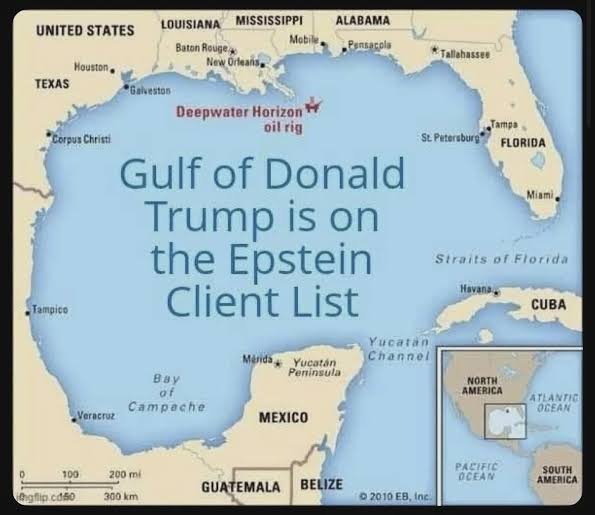 UNITED STATES
LOUISIANA
MISSISSIPPI
ALABAMA
Baton Rouge
Mobile
Pensacola
Tallahassee
New Orleans
Houston
TEXAS
Galveston
Deepwater Horizon
oil rig
Corpus Christi
Tampa
St. Petersburg
FLORIDA
Gulf of Donald
Trump is on
the Epstein
Client List
Miami
Straits of Florida
Havana
CUBA
Tampico
Yucatán
Channel
Mérida
Yucatán
Peninsula
Bay
of
Campeche
Veracruz
MEXICO
NORTH
AMERICA
ATLANTIC
OCEAN
PACIFIC
OCEAN
SOUTH
AMERICA
0 100 200 mi
0 150 300 km
imgflip.com
GUATEMALA
BELIZE
© 2010 EB, Inc.